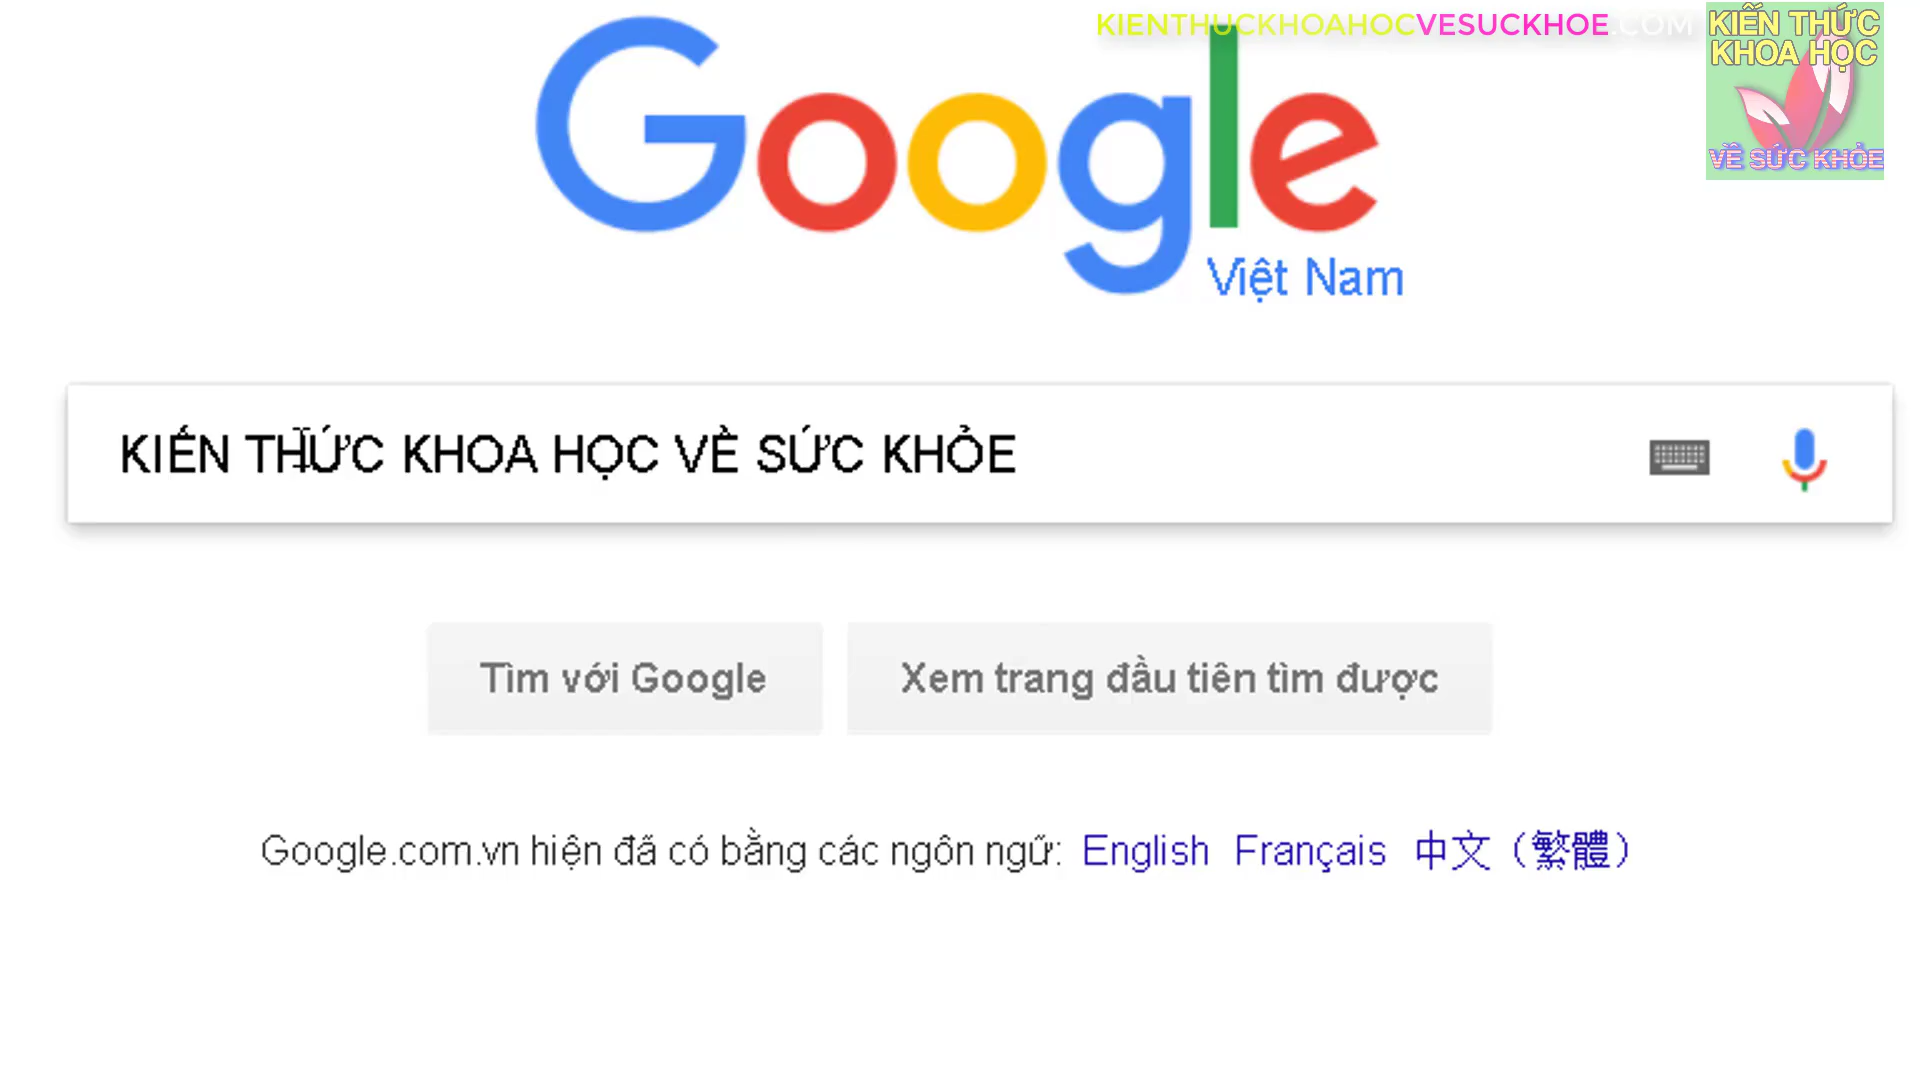 KIENTHUCKHOAHOCVESUCKHOE.COM
KIẾN THỨC
KHOA HỌC
VỀ SỨC KHỎE
Google
Việt Nam
KIẾN THỨC KHOA HỌC VỀ SỨC KHỎE
Tìm với Google
Xem trang đầu tiên tìm được
Google.com.vn hiện đã có bằng các ngôn ngữ: English Français 中文（繁體）